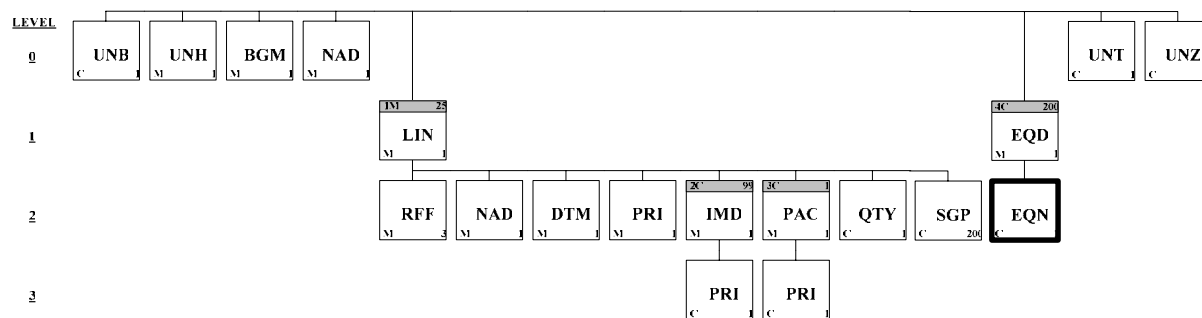 LEVEL
0 UNB UNH BGM NAD UNT UNZ
C 1 M 1 M 1 M 1 C 1 C 1
1M 25 4C 200
1 LIN EQD
M 1 M 1
2C 99 3C 1
2 RFF NAD DTM PRI IMD PAC QTY SGP EQN
M 3 M 1 M 1 M 1 M 1 M 1 C 1 C 200 C
3 PRI PRI
C 1 C 1